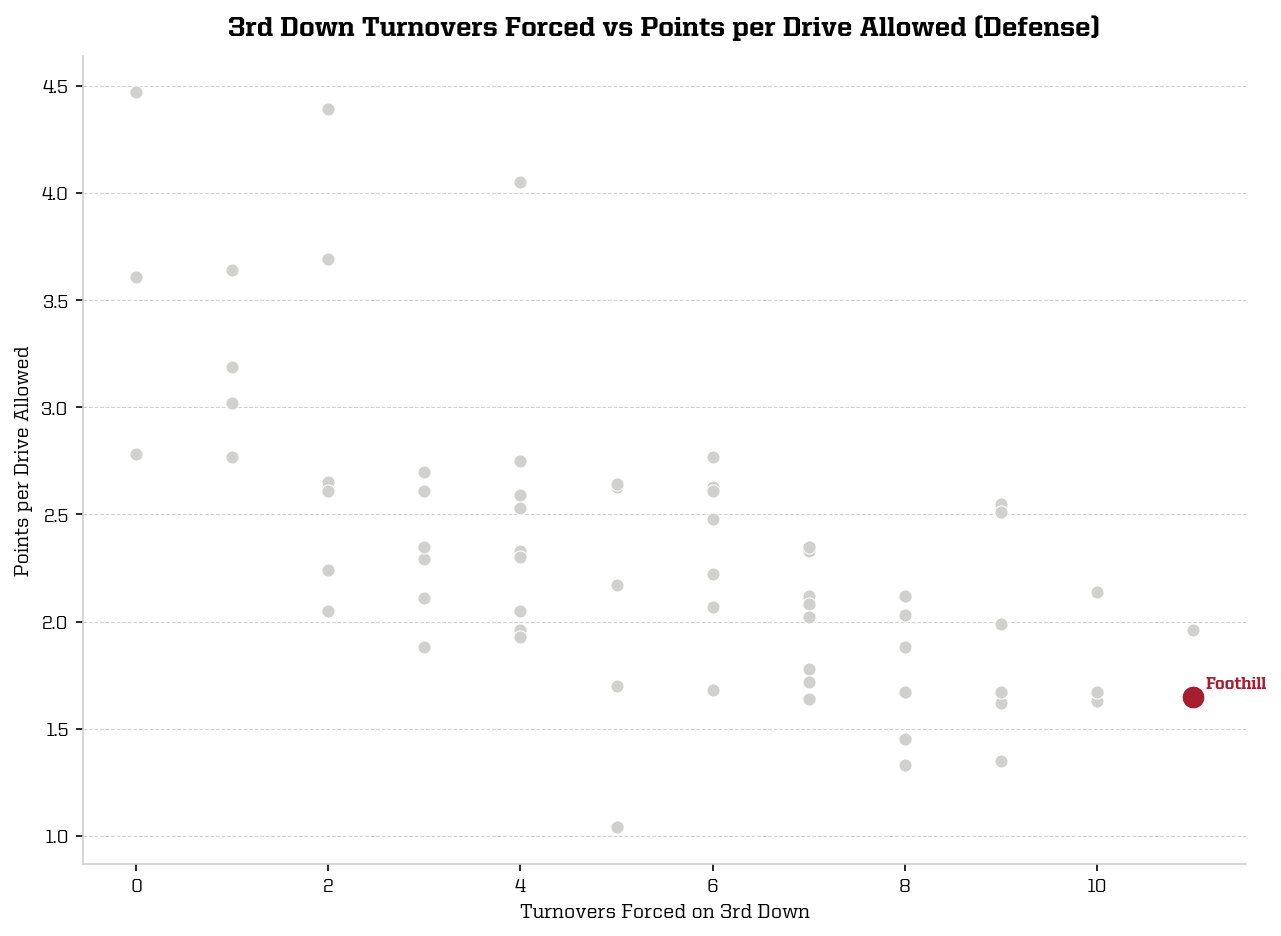 3rd Down Turnovers Forced vs Points per Drive Allowed (Defense)
Points per Drive Allowed
4.5
4.0
3.5
3.0
2.5
2.0
1.5
1.0
Foothill
0 2 4 6 8 10
Turnovers Forced on 3rd Down